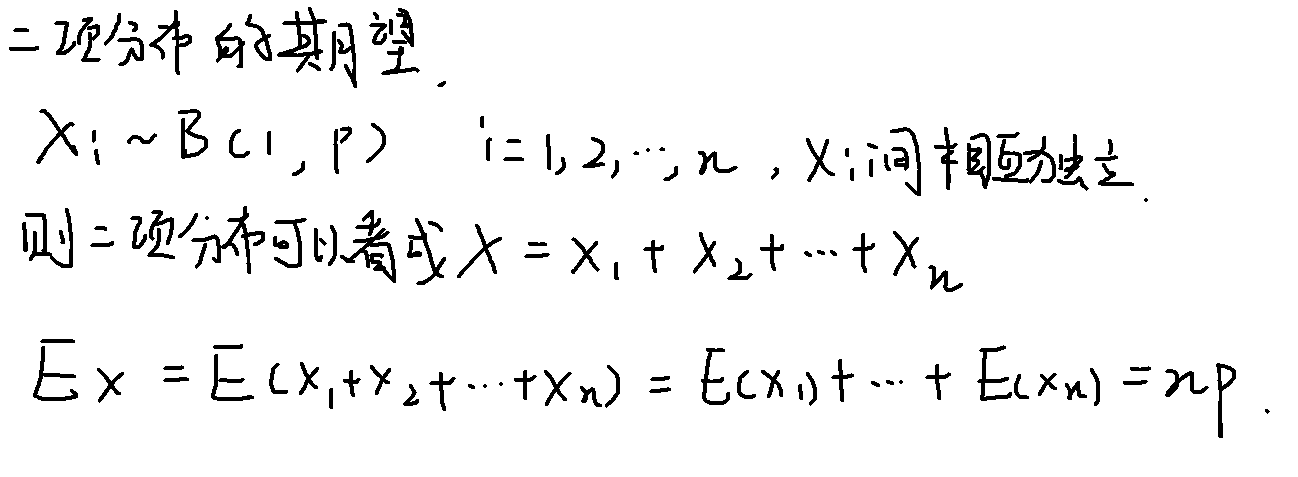 二项分布的期望.
Xi ~ B(1, P) i=1,2,…,n , Xi间相互独立.
则二项分布可以看成X = X₁ + X₂ + … + Xₙ
EX = E(X₁+X₂+…+Xₙ) = E(X₁)+…+E(Xₙ) = np.